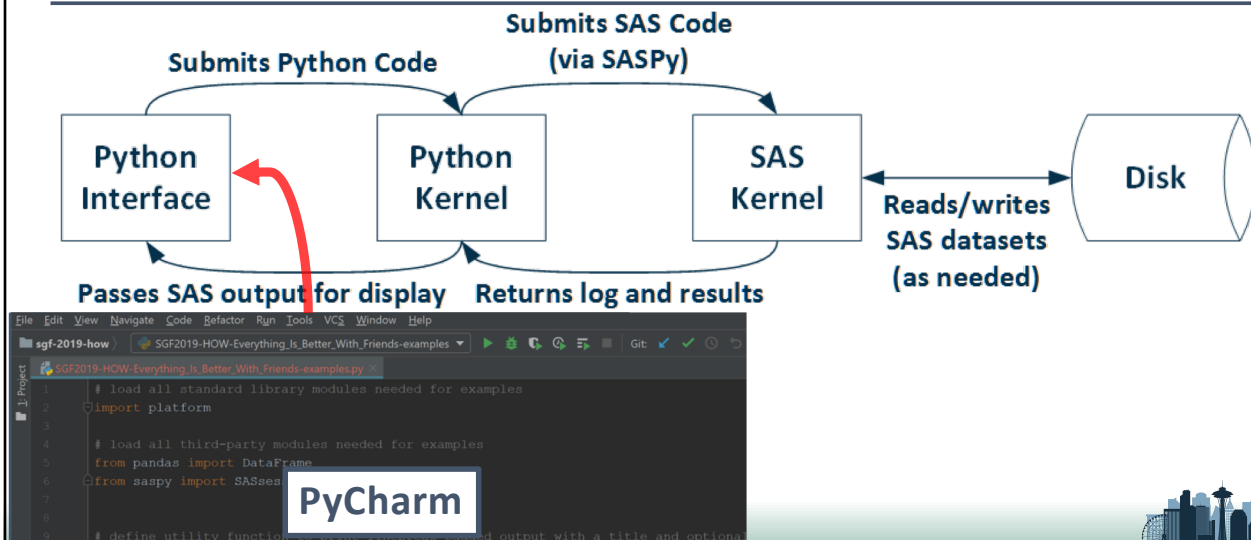 Submits SAS Code
(via SASPy)
Submits Python Code
Python
Interface
Python
Kernel
SAS
Kernel
Disk
Reads/writes
SAS datasets
(as needed)
Passes SAS output for display
Returns log and results
File Edit View Navigate Code Refactor Run Tools VCS Window Help
sgf-2019-how SGF2019-HOW-Everything_Is_Better_With_Friends-examples Git:
SGF2019-HOW-Everything_Is_Better_With_Friends-examples.py
1: Project
1 # load all standard library modules needed for examples
2 import platform
3
4 # load all third-party modules needed for examples
5 from pandas import DataFrame
6 from saspy import SASses
7
8
9 # define utility function output with a title and optional
PyCharm